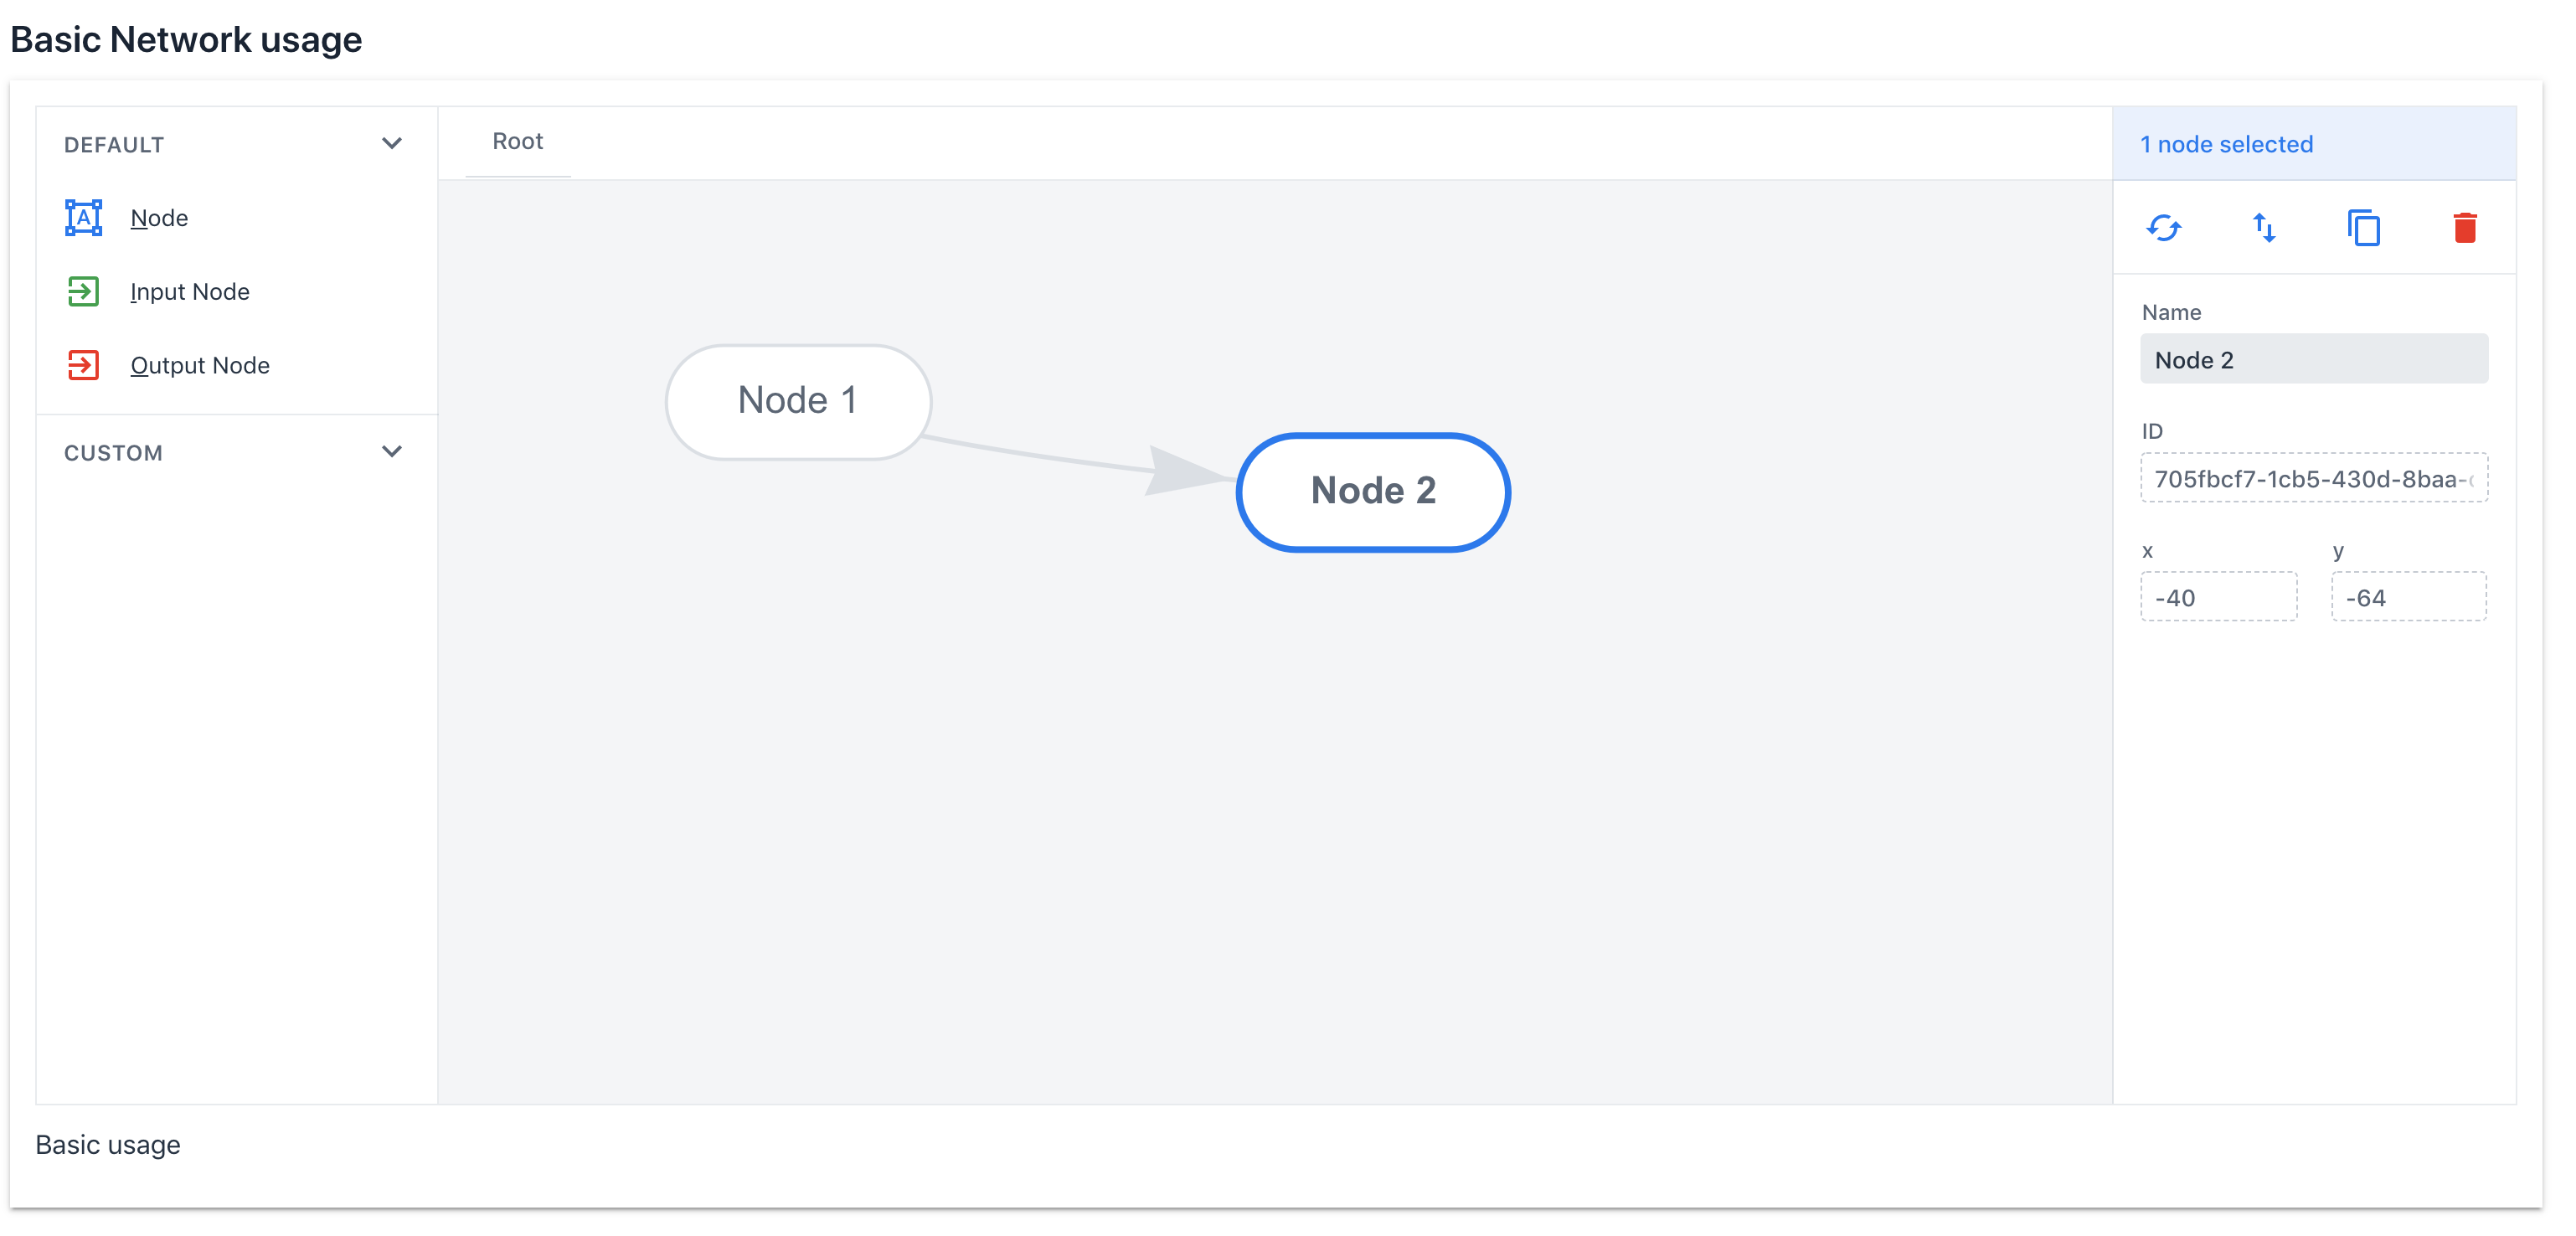 Basic Network usage
DEFAULT
Node
Input Node
Output Node
CUSTOM
Root
Node 1
Node 2
1 node selected
Name
Node 2
ID
705fbcf7-1cb5-430d-8baa-
x
y
-40
-64
Basic usage